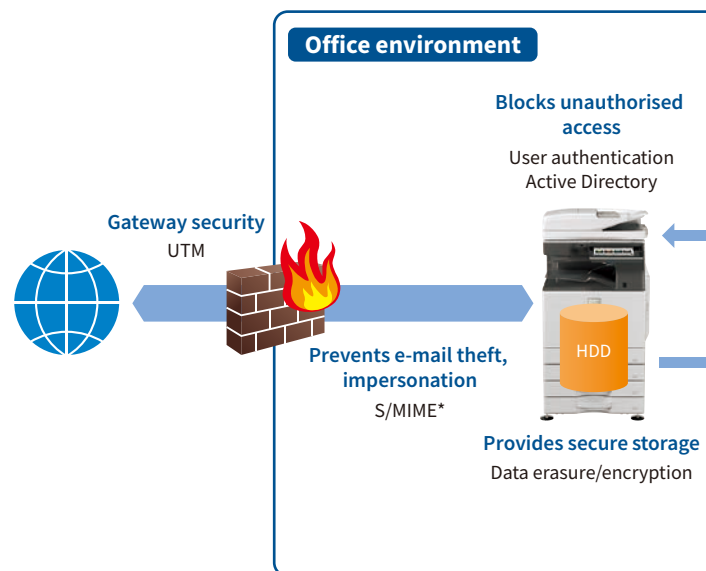 Office environment
Blocks unauthorised
access
User authentication
Active Directory
Gateway security
UTM
HDD
Prevents e-mail theft,
impersonation
S/MIME*
Provides secure storage
Data erasure/encryption